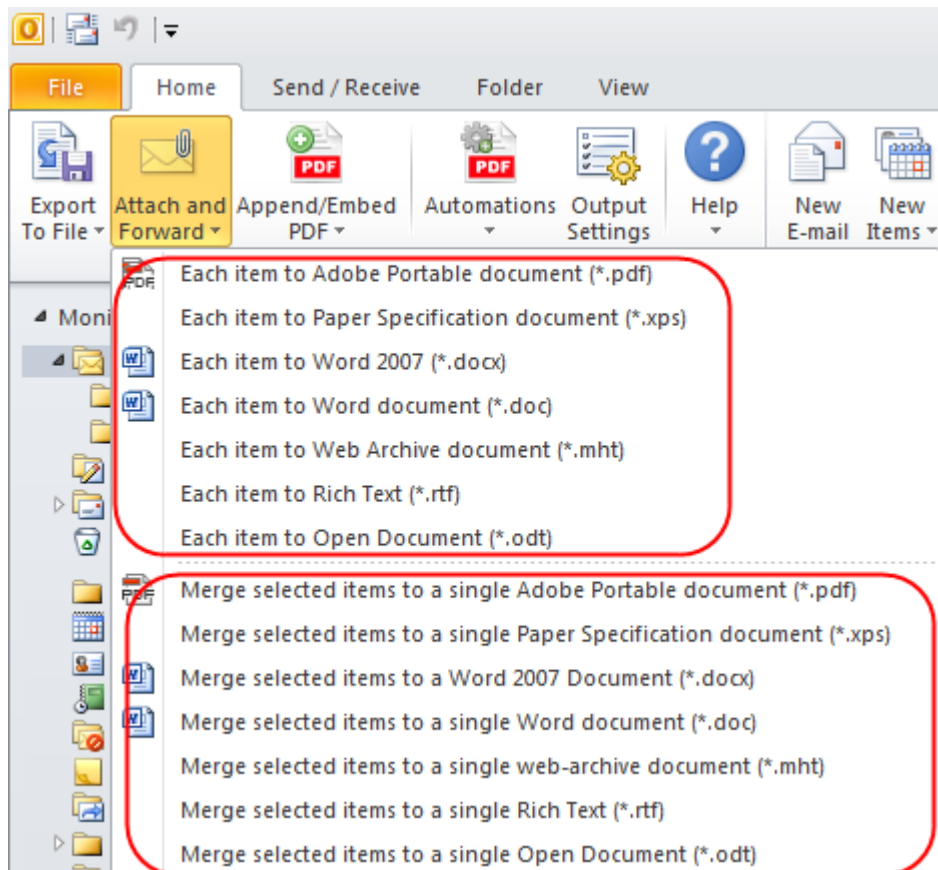 File Home Send / Receive Folder View
PDF PDF
Export Attach and Append/Embed Automations Output Help New New
To File Forward PDF Settings E-mail Items
PDF Each item to Adobe Portable document (*.pdf)
Moni
Each item to Paper Specification document (*.xps)
Each item to Word 2007 (*.docx)
Each item to Word document (*.doc)
Each item to Web Archive document (*.mht)
Each item to Rich Text (*.rtf)
Each item to Open Document (*.odt)
PDF Merge selected items to a single Adobe Portable document (*.pdf)
Merge selected items to a single Paper Specification document (*.xps)
Merge selected items to a Word 2007 Document (*.docx)
Merge selected items to a single Word document (*.doc)
Merge selected items to a single web-archive document (*.mht)
Merge selected items to a single Rich Text (*.rtf)
Merge selected items to a single Open Document (*.odt)